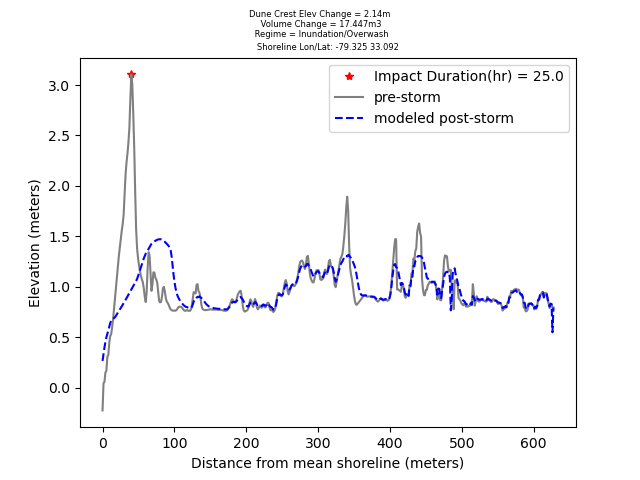 Dune Crest Elev Change = 2.14m
Volume Change = 17.447m3
Regime = Inundation/Overwash
Shoreline Lon/Lat: -79.325 33.092
Impact Duration(hr) = 25.0
pre-storm
modeled post-storm
Elevation (meters)
3.0
2.5
2.0
1.5
1.0
0.5
0.0
0 100 200 300 400 500 600
Distance from mean shoreline (meters)